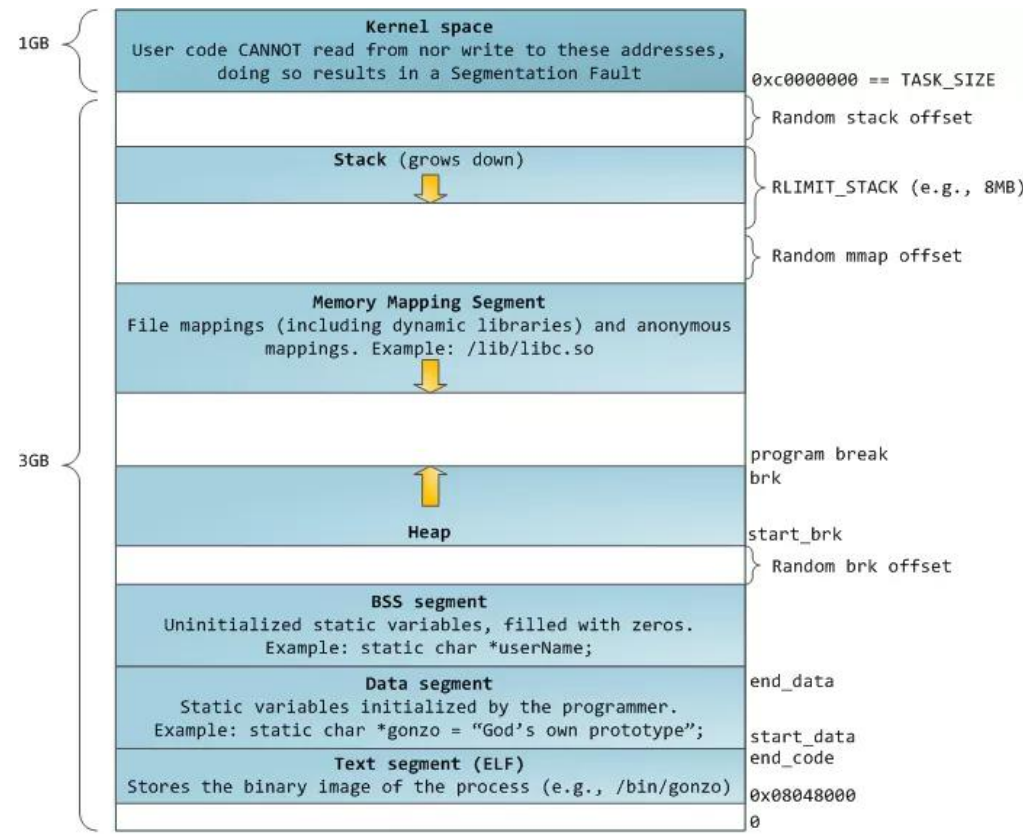 1GB
Kernel space
User code CANNOT read from nor write to these addresses,
doing so results in a Segmentation Fault
0xc0000000 == TASK_SIZE
Random stack offset
Stack (grows down)
RLIMIT_STACK (e.g., 8MB)
Random mmap offset
Memory Mapping Segment
File mappings (including dynamic libraries) and anonymous
mappings. Example: /lib/libc.so
3GB
program break
brk
Heap
start_brk
Random brk offset
BSS segment
Uninitialized static variables, filled with zeros.
Example: static char *userName;
Data segment
end_data
Static variables initialized by the programmer.
Example: static char *gonzo = “God’s own prototype”;
start_data
end_code
Text segment (ELF)
Stores the binary image of the process (e.g., /bin/gonzo)
0x08048000
0